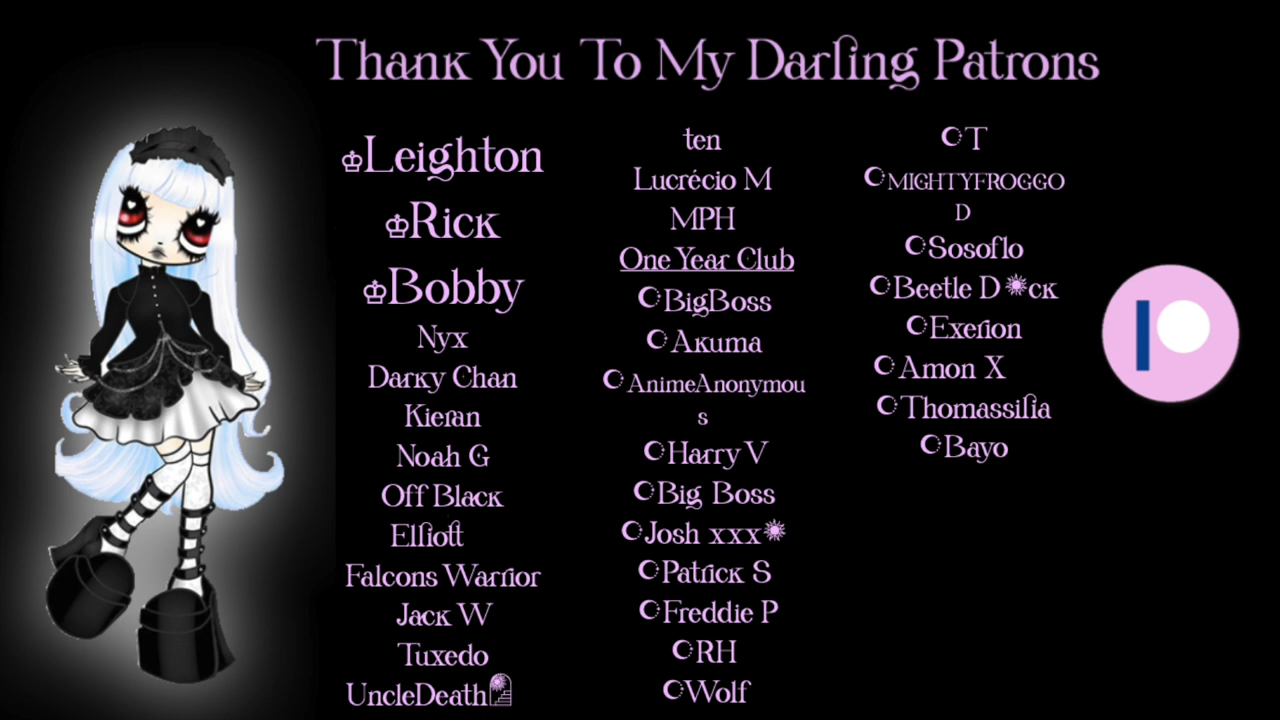 Thank You To My Darling Patrons
♔Leighton
♔Rick
♔Bobby
Nyx
Darky Chan
Kieran
Noah G
Off Black
Elliott
Falcons Warrior
Jack W
Tuxedo
UncleDeath
ten
Lucrécio M
MPH
One Year Club
☪BigBoss
☪Akuma
☪AnimeAnonymou
s
☪Harry V
☪Big Boss
☪Josh xxx☀
☪Patrick S
☪Freddie P
☪RH
☪Wolf
☪T
☪MIGHTYFROGGO
D
☪Sosoflo
☪Beetle D☀ck
☪Exerion
☪Amon X
☪Thomassilia
☪Bayo